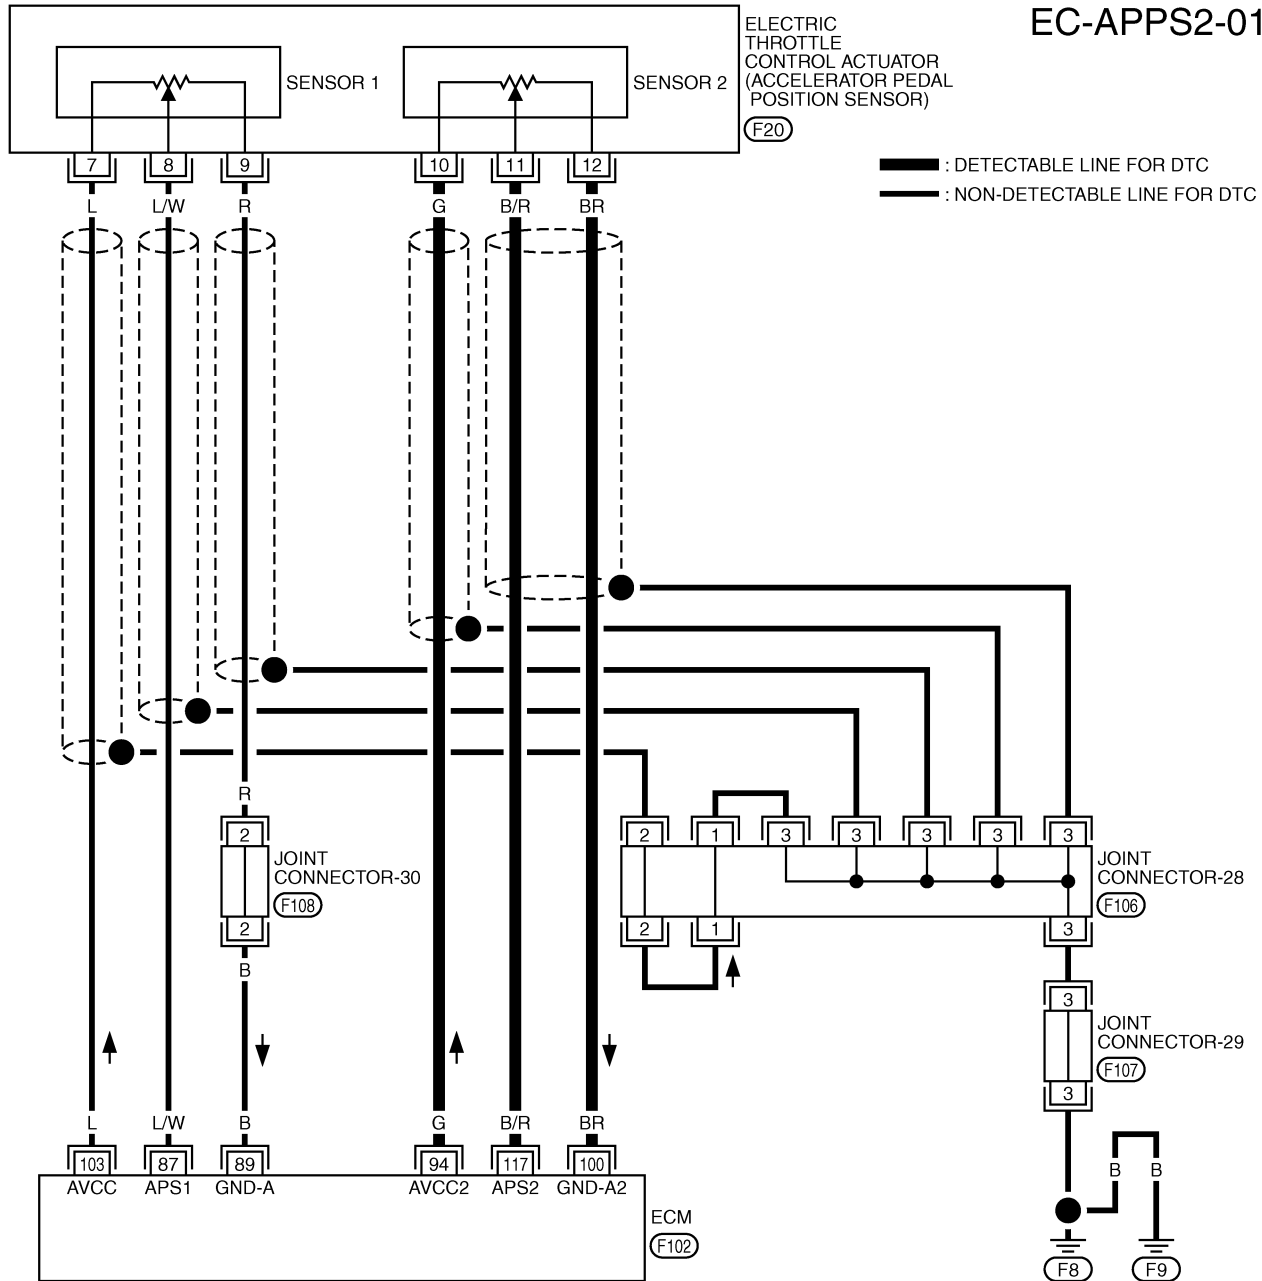 EC-APPS2-01
ELECTRIC
THROTTLE
CONTROL ACTUATOR
(ACCELERATOR PEDAL
POSITION SENSOR)
F20
SENSOR 1
SENSOR 2
7 8 9 10 11 12
: DETECTABLE LINE FOR DTC
: NON-DETECTABLE LINE FOR DTC
L L/W R G B/R BR
R
2
JOINT
CONNECTOR-30
F108
2
B
2 1 3 3 3 3 3
JOINT
CONNECTOR-28
F106
2 1 3
3
JOINT
CONNECTOR-29
F107
3
L L/W B G B/R BR
103 87 89 94 117 100
AVCC APS1 GND-A AVCC2 APS2 GND-A2
ECM
F102
B B
F8 F9